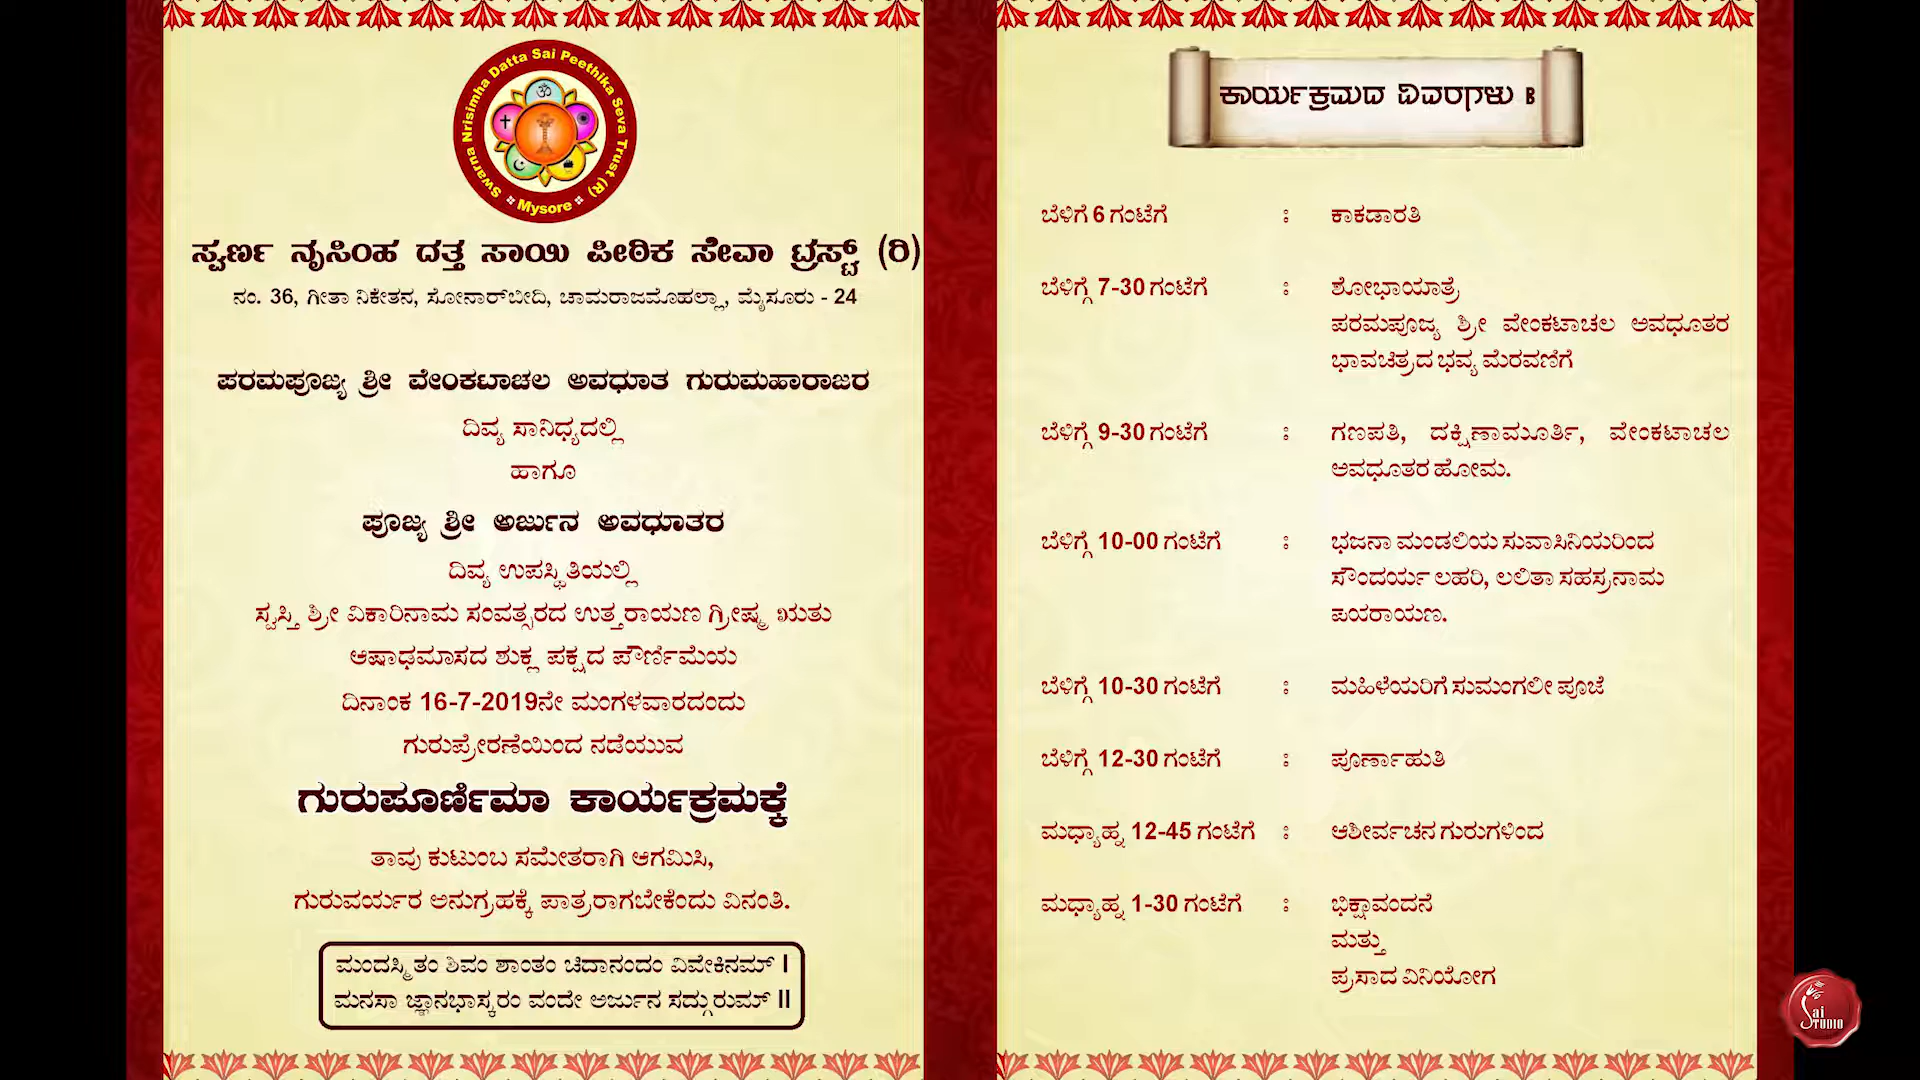 Swarna Nrisimha Datta Sai Peethika Seva Trust (R)
Mysore
ಸ್ವರ್ಣ ನೃಸಿಂಹ ದತ್ತ ಸಾಯಿ ಪೀಠಿಕ ಸೇವಾ ಟ್ರಸ್ಟ್ (ರಿ)
ನಂ. 36, ಗೀತಾ ನಿಕೇತನ, ಸೋನಾರ್‌ಬೀದಿ, ಚಾಮರಾಜಮೊಹಲ್ಲಾ, ಮೈಸೂರು - 24
ಪರಮಪೂಜ್ಯ ಶ್ರೀ ವೇಂಕಟಾಚಲ ಅವಧೂತ ಗುರುಮಹಾರಾಜರ
ದಿವ್ಯ ಸಾನಿಧ್ಯದಲ್ಲಿ
ಹಾಗೂ
ಪೂಜ್ಯ ಶ್ರೀ ಅರ್ಜುನ ಅವಧೂತರ
ದಿವ್ಯ ಉಪಸ್ಥಿತಿಯಲ್ಲಿ
ಸ್ವಸ್ತಿ ಶ್ರೀ ವಿಕಾರಿನಾಮ ಸಂವತ್ಸರದ ಉತ್ತರಾಯಣ ಗ್ರೀಷ್ಮ ಋತು
ಆಷಾಢಮಾಸದ ಶುಕ್ಲ ಪಕ್ಷದ ಪೌರ್ಣಿಮೆಯ
ದಿನಾಂಕ 16-7-2019ನೇ ಮಂಗಳವಾರದಂದು
ಗುರುಪ್ರೇರಣೆಯಿಂದ ನಡೆಯುವ
ಗುರುಪೂರ್ಣಿಮಾ ಕಾರ್ಯಕ್ರಮಕ್ಕೆ
ತಾವು ಕುಟುಂಬ ಸಮೇತರಾಗಿ ಆಗಮಿಸಿ,
ಗುರುವರ್ಯರ ಅನುಗ್ರಹಕ್ಕೆ ಪಾತ್ರರಾಗಬೇಕೆಂದು ವಿನಂತಿ.
ಮಂದಸ್ಮಿತಂ ಶಿವಂ ಶಾಂತಂ ಚಿದಾನಂದಂ ವಿವೇಕಿನಮ್ I
ಮನಸಾ ಜ್ಞಾನಭಾಸ್ಕರಂ ವಂದೇ ಅರ್ಜುನ ಸದ್ಗುರುಮ್ II
ಕಾರ್ಯಕ್ರಮದ ವಿವರಗಳು B
ಬೆಳಿಗೆ 6 ಗಂಟೆಗೆ : ಕಾಕಡಾರತಿ
ಬೆಳಿಗ್ಗೆ 7-30 ಗಂಟೆಗೆ : ಶೋಭಾಯಾತ್ರೆ
ಪರಮಪೂಜ್ಯ ಶ್ರೀ ವೇಂಕಟಾಚಲ ಅವಧೂತರ
ಭಾವಚಿತ್ರದ ಭವ್ಯ ಮೆರವಣಿಗೆ
ಬೆಳಿಗ್ಗೆ 9-30 ಗಂಟೆಗೆ : ಗಣಪತಿ, ದಕ್ಷಿಣಾಮೂರ್ತಿ, ವೇಂಕಟಾಚಲ
ಅವಧೂತರ ಹೋಮ.
ಬೆಳಿಗ್ಗೆ 10-00 ಗಂಟೆಗೆ : ಭಜನಾ ಮಂಡಲಿಯ ಸುವಾಸಿನಿಯರಿಂದ
ಸೌಂದರ್ಯ ಲಹರಿ, ಲಲಿತಾ ಸಹಸ್ರನಾಮ
ಪಯರಾಯಣ.
ಬೆಳಿಗ್ಗೆ 10-30 ಗಂಟೆಗೆ : ಮಹಿಳೆಯರಿಗೆ ಸುಮಂಗಲೀ ಪೂಜೆ
ಬೆಳಿಗ್ಗೆ 12-30 ಗಂಟೆಗೆ : ಪೂರ್ಣಾಹುತಿ
ಮಧ್ಯಾಹ್ನ 12-45 ಗಂಟೆಗೆ : ಆಶೀರ್ವಚನ ಗುರುಗಳಿಂದ
ಮಧ್ಯಾಹ್ನ 1-30 ಗಂಟೆಗೆ : ಭಿಕ್ಷಾವಂದನೆ
ಮತ್ತು
ಪ್ರಸಾದ ವಿನಿಯೋಗ
Sai
STUDIO